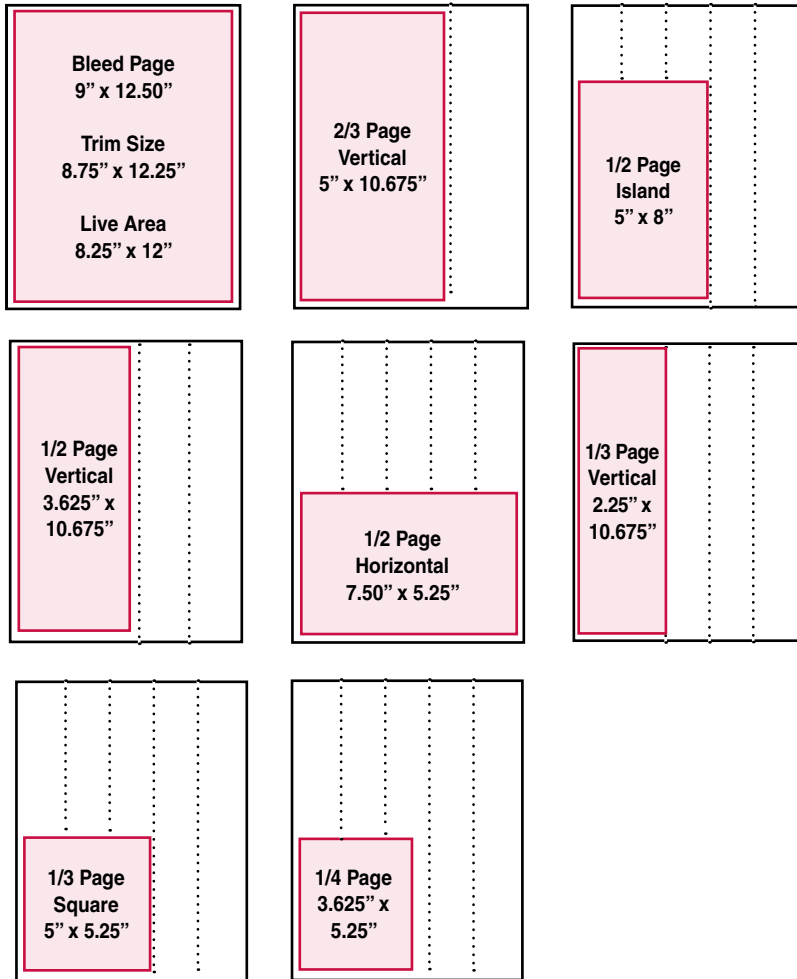 Bleed Page
9” x 12.50”
Trim Size
8.75” x 12.25”
Live Area
8.25” x 12”
2/3 Page
Vertical
5” x 10.675”
1/2 Page
Island
5” x 8”
1/2 Page
Vertical
3.625” x
10.675”
1/2 Page
Horizontal
7.50” x 5.25”
1/3 Page
Vertical
2.25” x
10.675”
1/3 Page
Square
5” x 5.25”
1/4 Page
3.625” x
5.25”